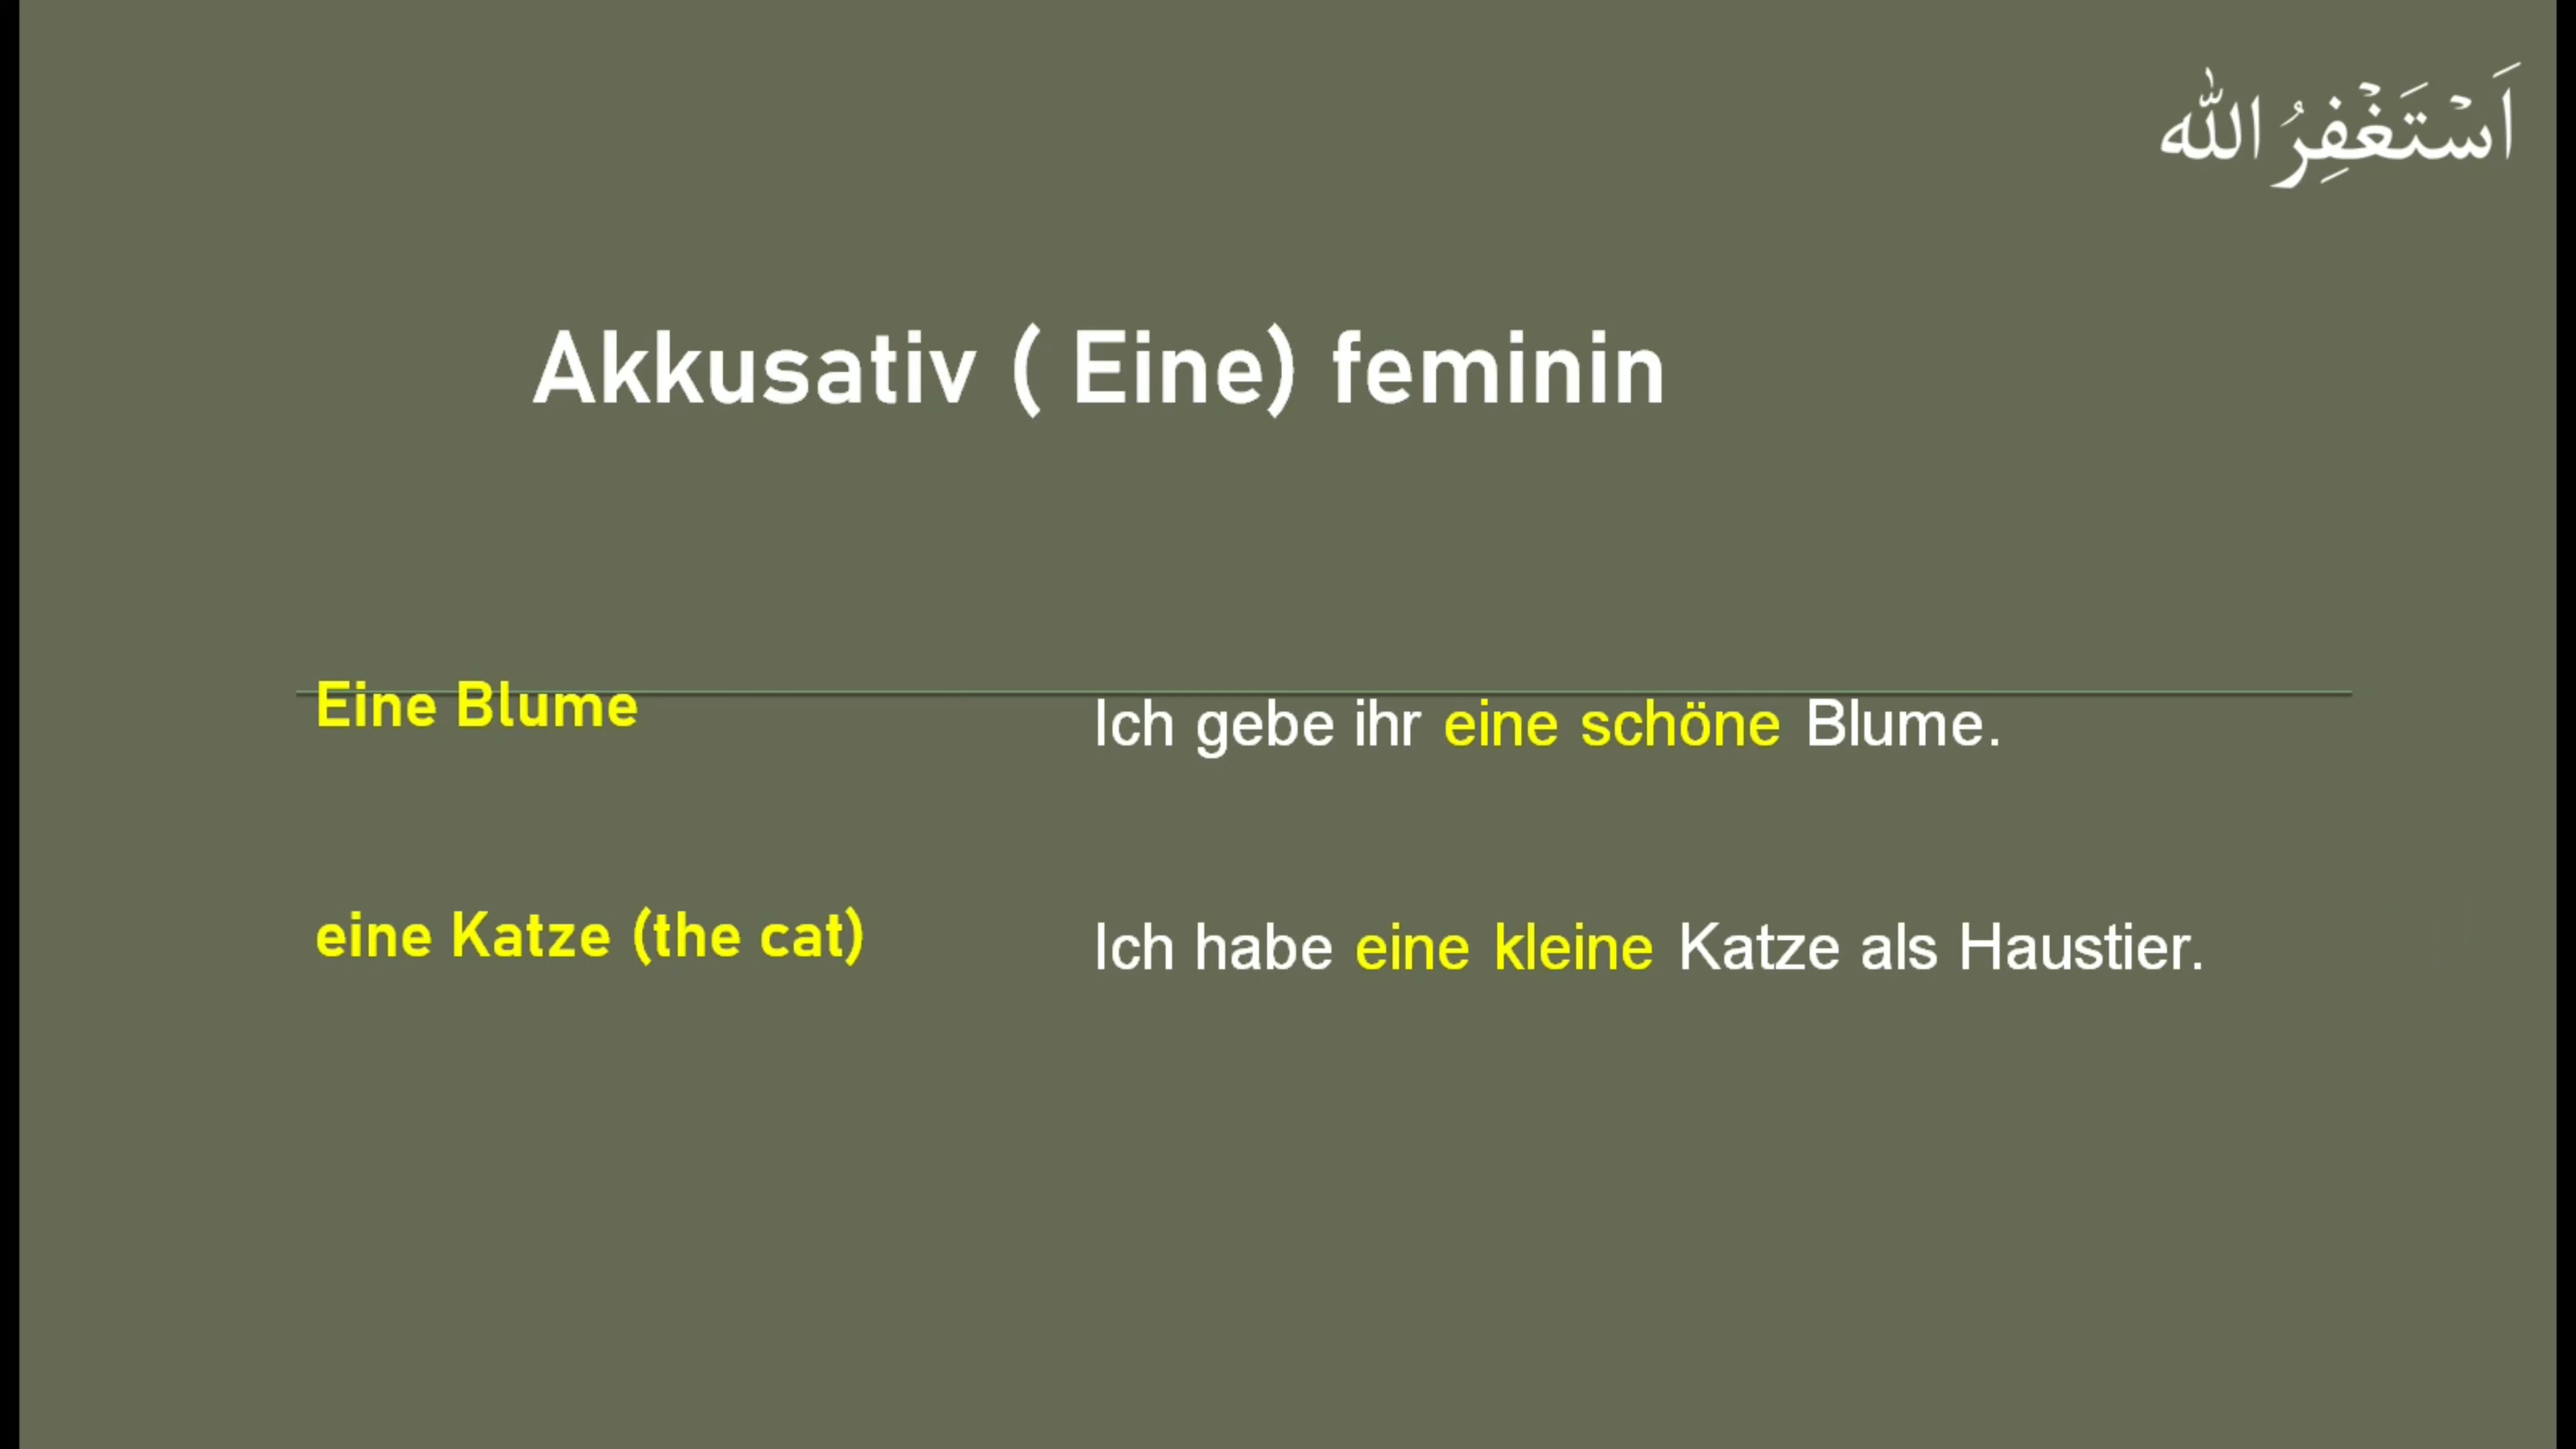 اَسْتَغْفِرُ اللّٰه
Akkusativ ( Eine) feminin
Eine Blume
Ich gebe ihr eine schöne Blume.
eine Katze (the cat)
Ich habe eine kleine Katze als Haustier.